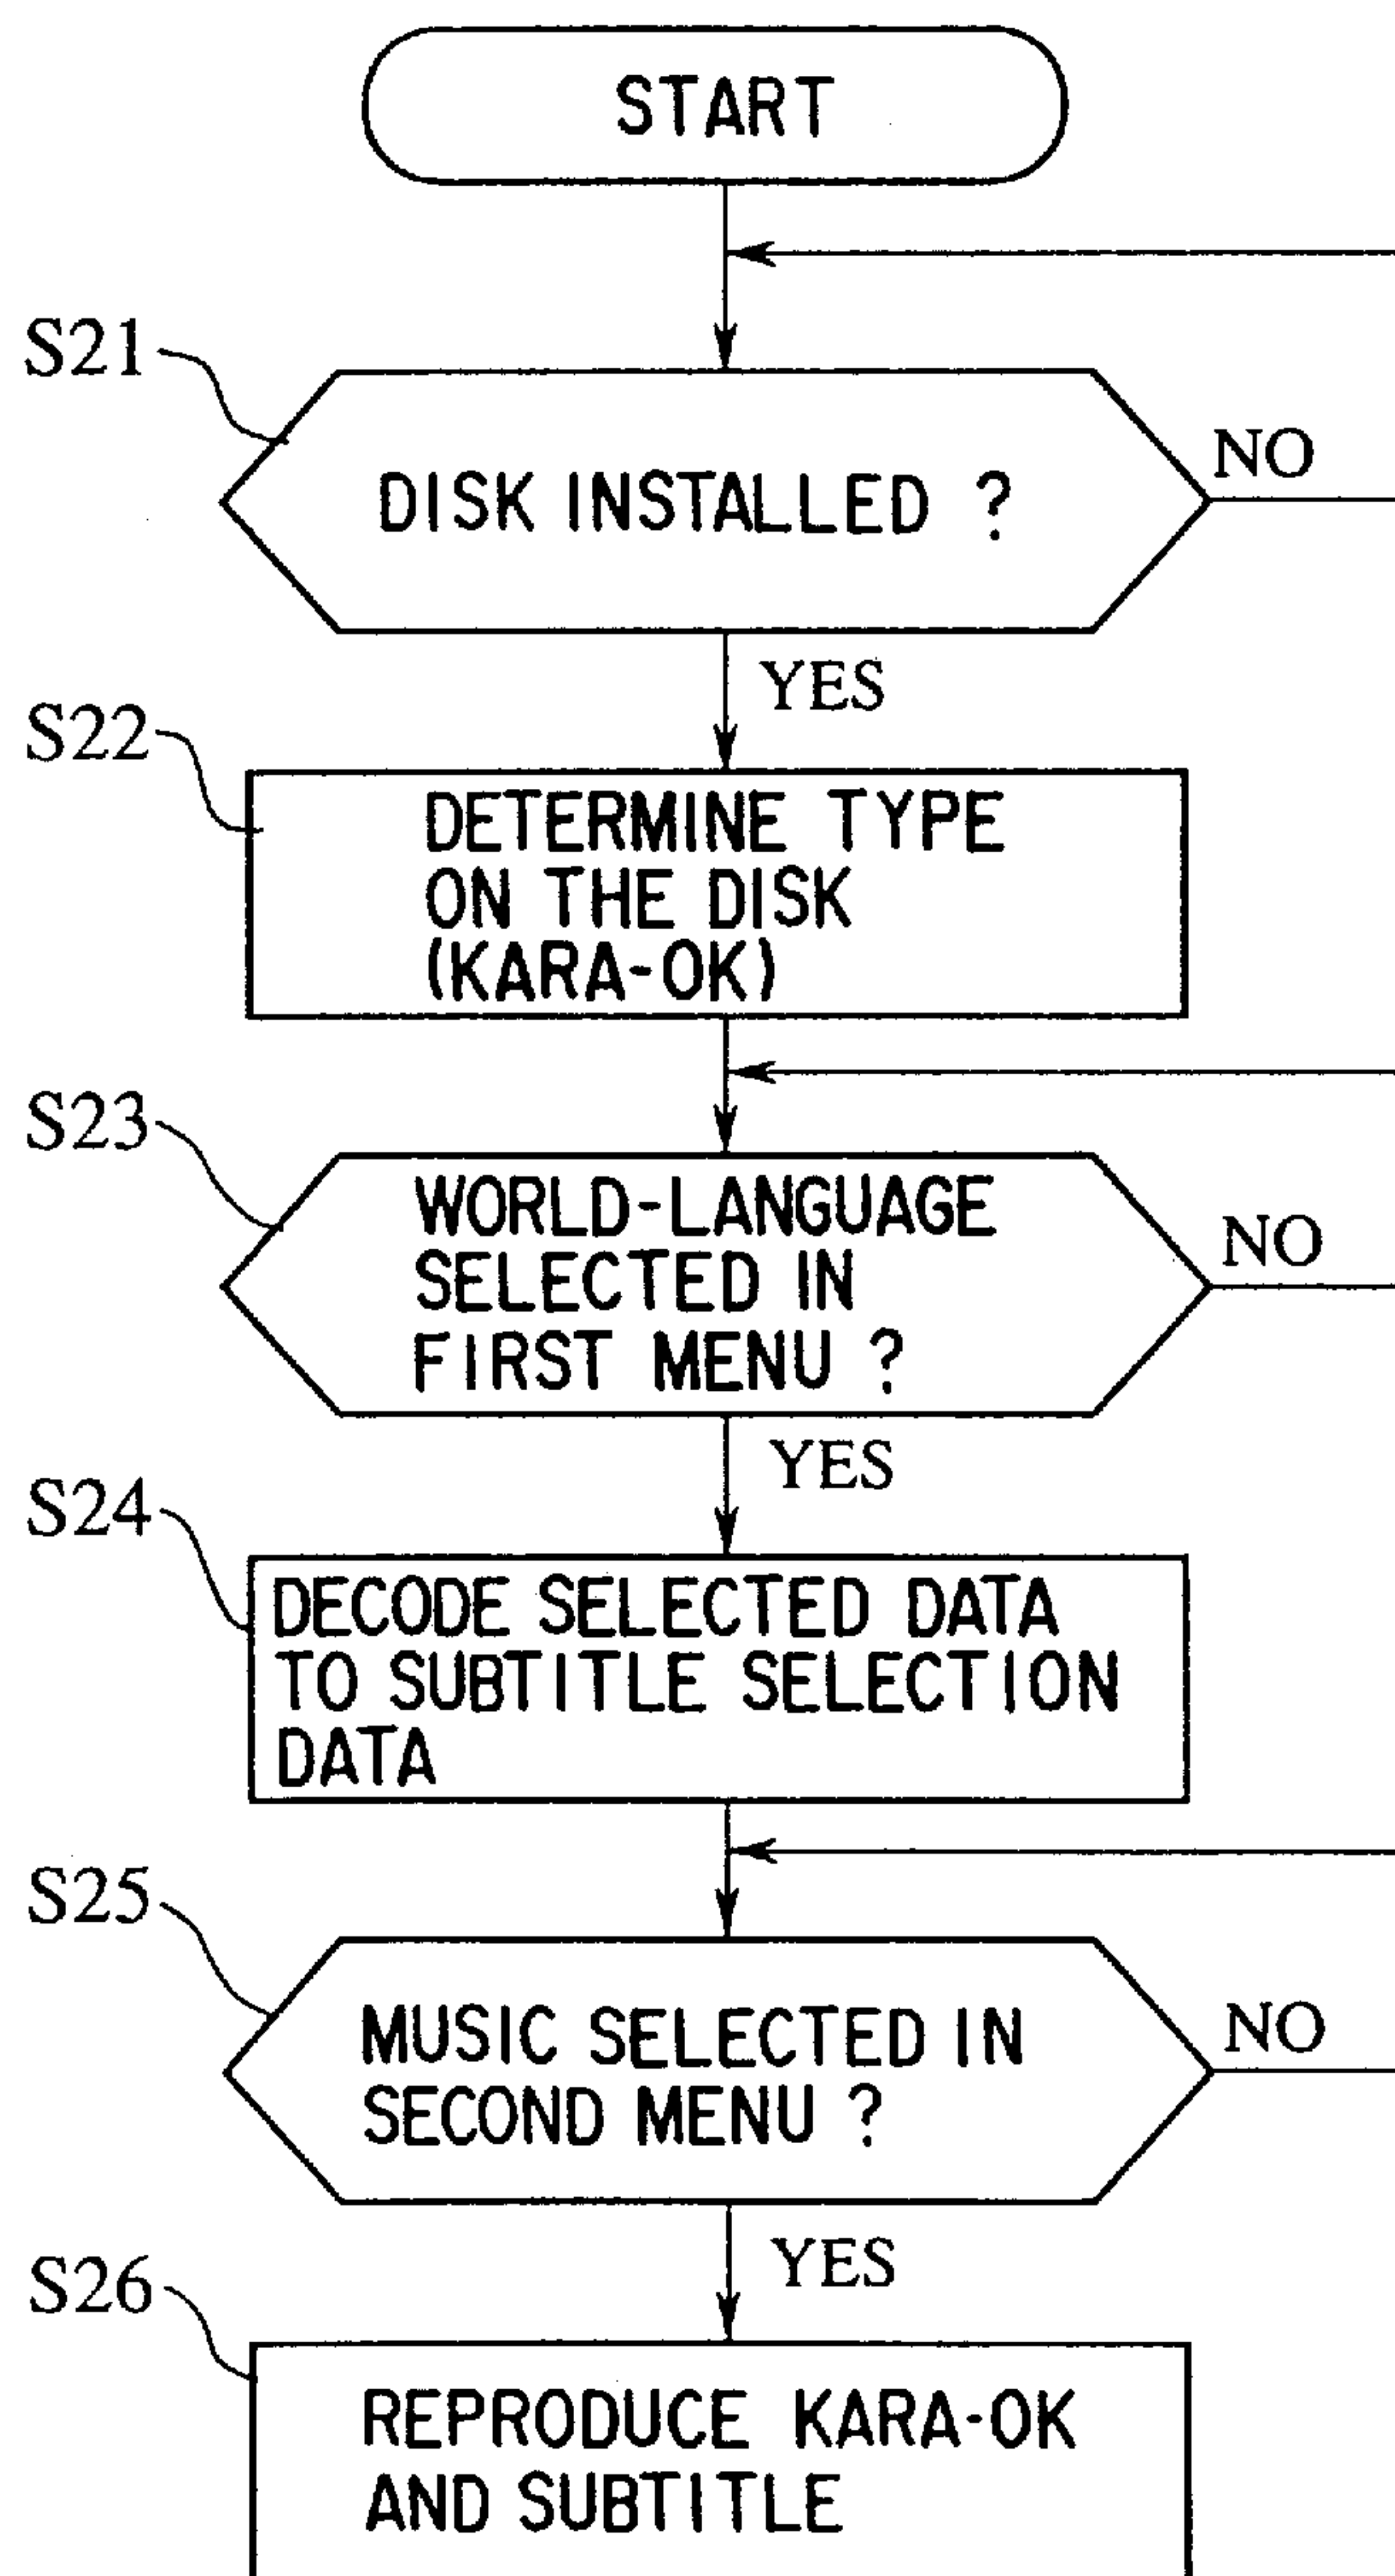 START
S21
DISK INSTALLED ?
NO
YES
S22
DETERMINE TYPE
ON THE DISK
(KARA-OK)
S23
WORLD-LANGUAGE
SELECTED IN
FIRST MENU ?
NO
YES
S24
DECODE SELECTED DATA
TO SUBTITLE SELECTION
DATA
S25
MUSIC SELECTED IN
SECOND MENU ?
NO
YES
S26
REPRODUCE KARA-OK
AND SUBTITLE